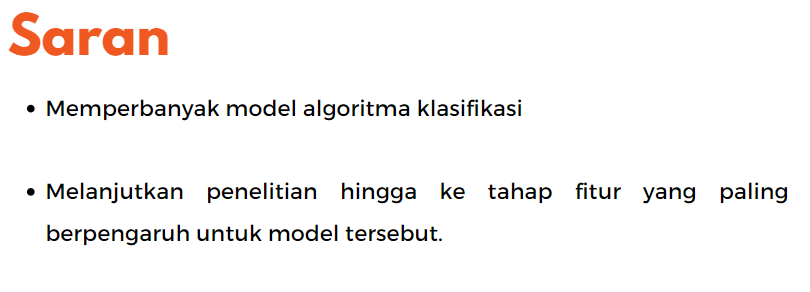 Saran
• Memperbanyak model algoritma klasifikasi
• Melanjutkan penelitian hingga ke tahap fitur yang paling
berpengaruh untuk model tersebut.